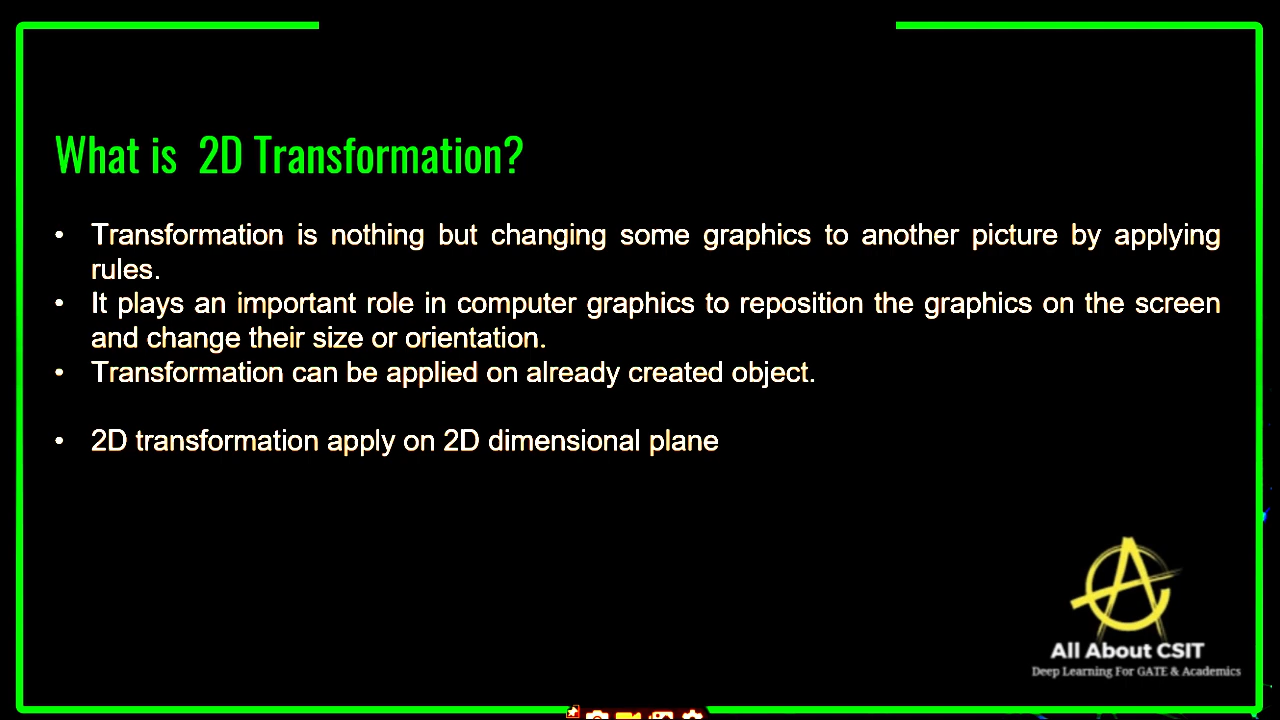 What is 2D Transformation?
• Transformation is nothing but changing some graphics to another picture by applying
rules.
• It plays an important role in computer graphics to reposition the graphics on the screen
and change their size or orientation.
• Transformation can be applied on already created object.
• 2D transformation apply on 2D dimensional plane
All About CSIT
Deep Learning For GATE & Academics